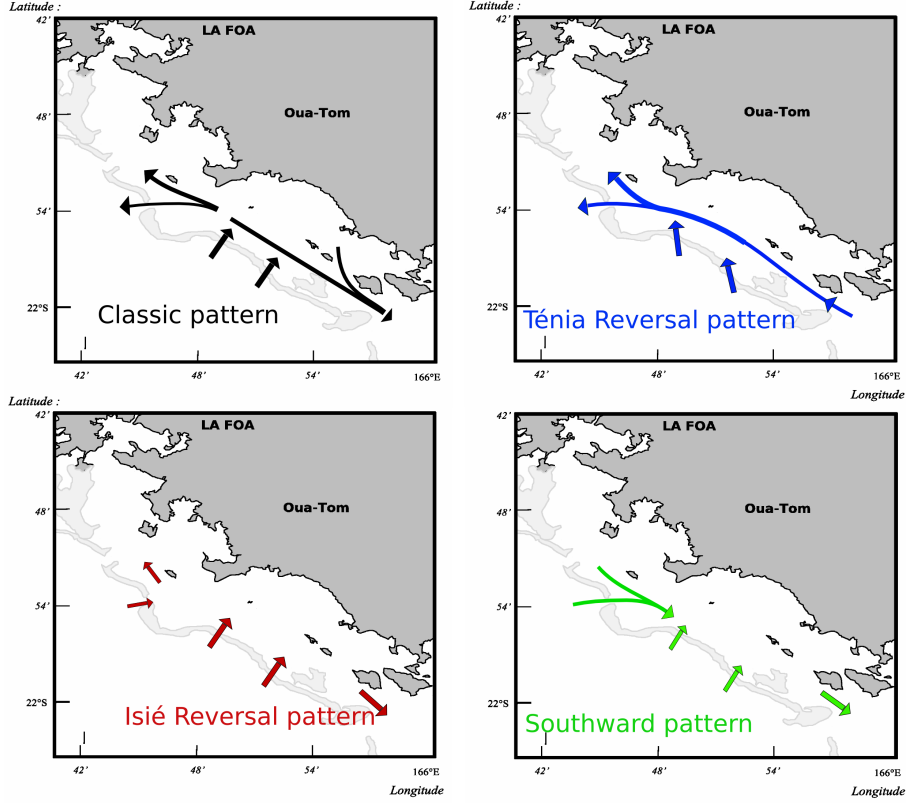 Latitude :
42'
LA FOA
Oua-Tom
48'
54'
22°S
Classic pattern
42'
48'
54'
166°E
Latitude :
42'
LA FOA
Oua-Tom
48'
54'
22°S
Ténia Reversal pattern
42'
48'
54'
166°E
Longitude
Latitude :
42'
LA FOA
Oua-Tom
48'
54'
22°S
Isié Reversal pattern
42'
48'
54'
166°E
Longitude
42'
LA FOA
Oua-Tom
48'
54'
22°S
Southward pattern
42'
48'
54'
166°E
Longitude